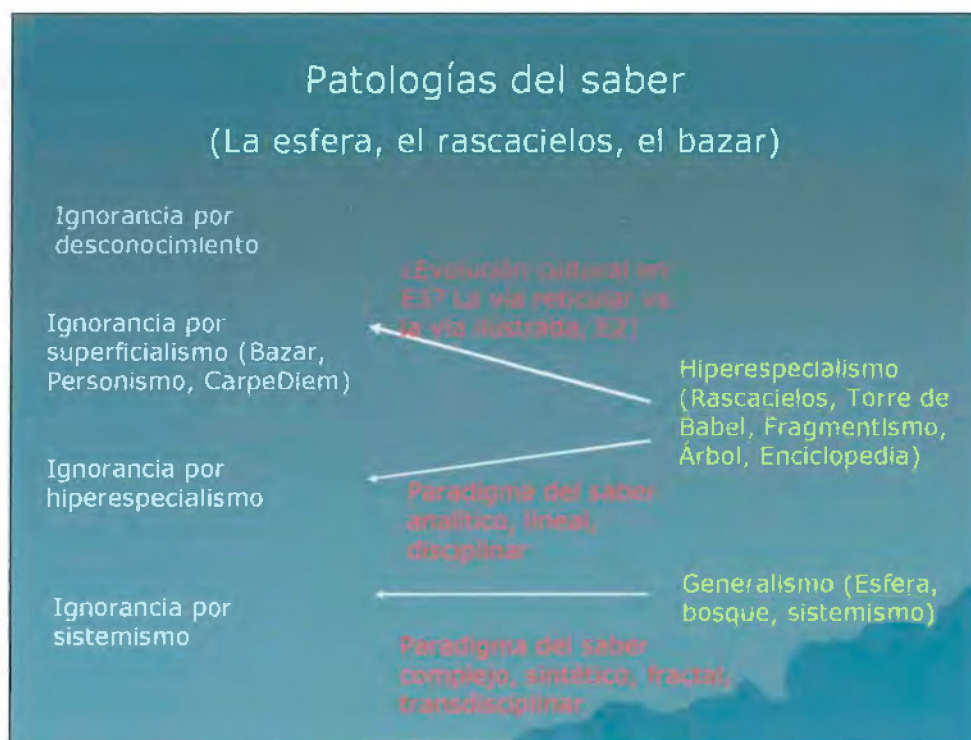 Patologías del saber
(La esfera, el rascacielos, el bazar)
Ignorancia por
desconocimiento
¿Evolución cultural en
E3? La vía reticular vs.
la vía ilustrada, E2)
Ignorancia por
superficialismo (Bazar,
Personismo, CarpeDiem)
Hiperespecialismo
(Rascacielos, Torre de
Babel, Fragmentismo,
Árbol, Enciclopedia)
Ignorancia por
hiperespecialismo
Paradigma del saber
analítico, lineal,
disciplinar
Generalismo (Esfera,
bosque, sistemismo)
Ignorancia por
sistemismo
Paradigma del saber
complejo, sintético, fractal,
transdisciplinar